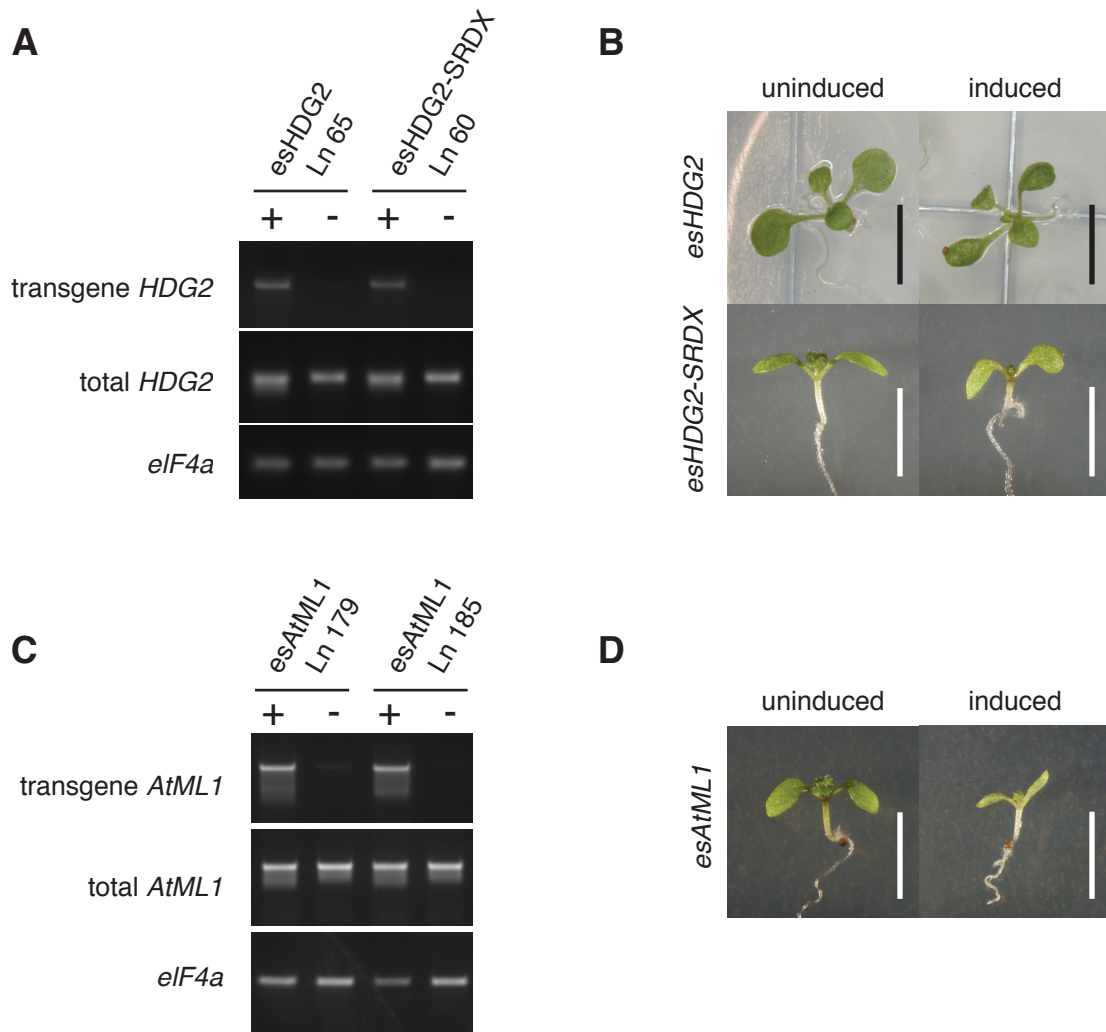 A
esHDG2
Ln 65
esHDG2-SRDX
Ln 60
+ - + -
transgene HDG2
total HDG2
eIF4a
B
uninduced induced
esHDG2
esHDG2-SRDX
C
esAtML1
Ln 179
esAtML1
Ln 185
+ - + -
transgene AtML1
total AtML1
eIF4a
D
uninduced induced
esAtML1